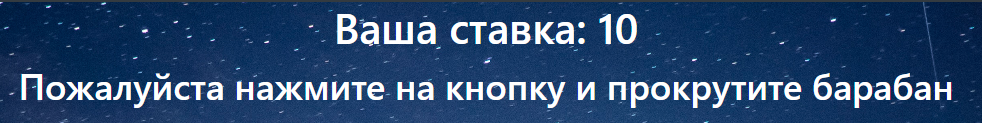 Ваша ставка: 10
Пожалуйста нажмите на кнопку и прокрутите барабан